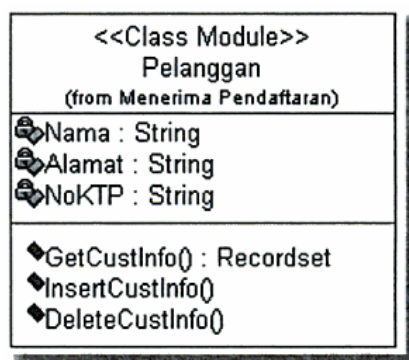 <<Class Module>>
Pelanggan
(from Menerima Pendaftaran)
Nama : String
Alamat : String
NoKTP : String
GetCustInfo() : Recordset
InsertCustInfo()
DeleteCustInfo()